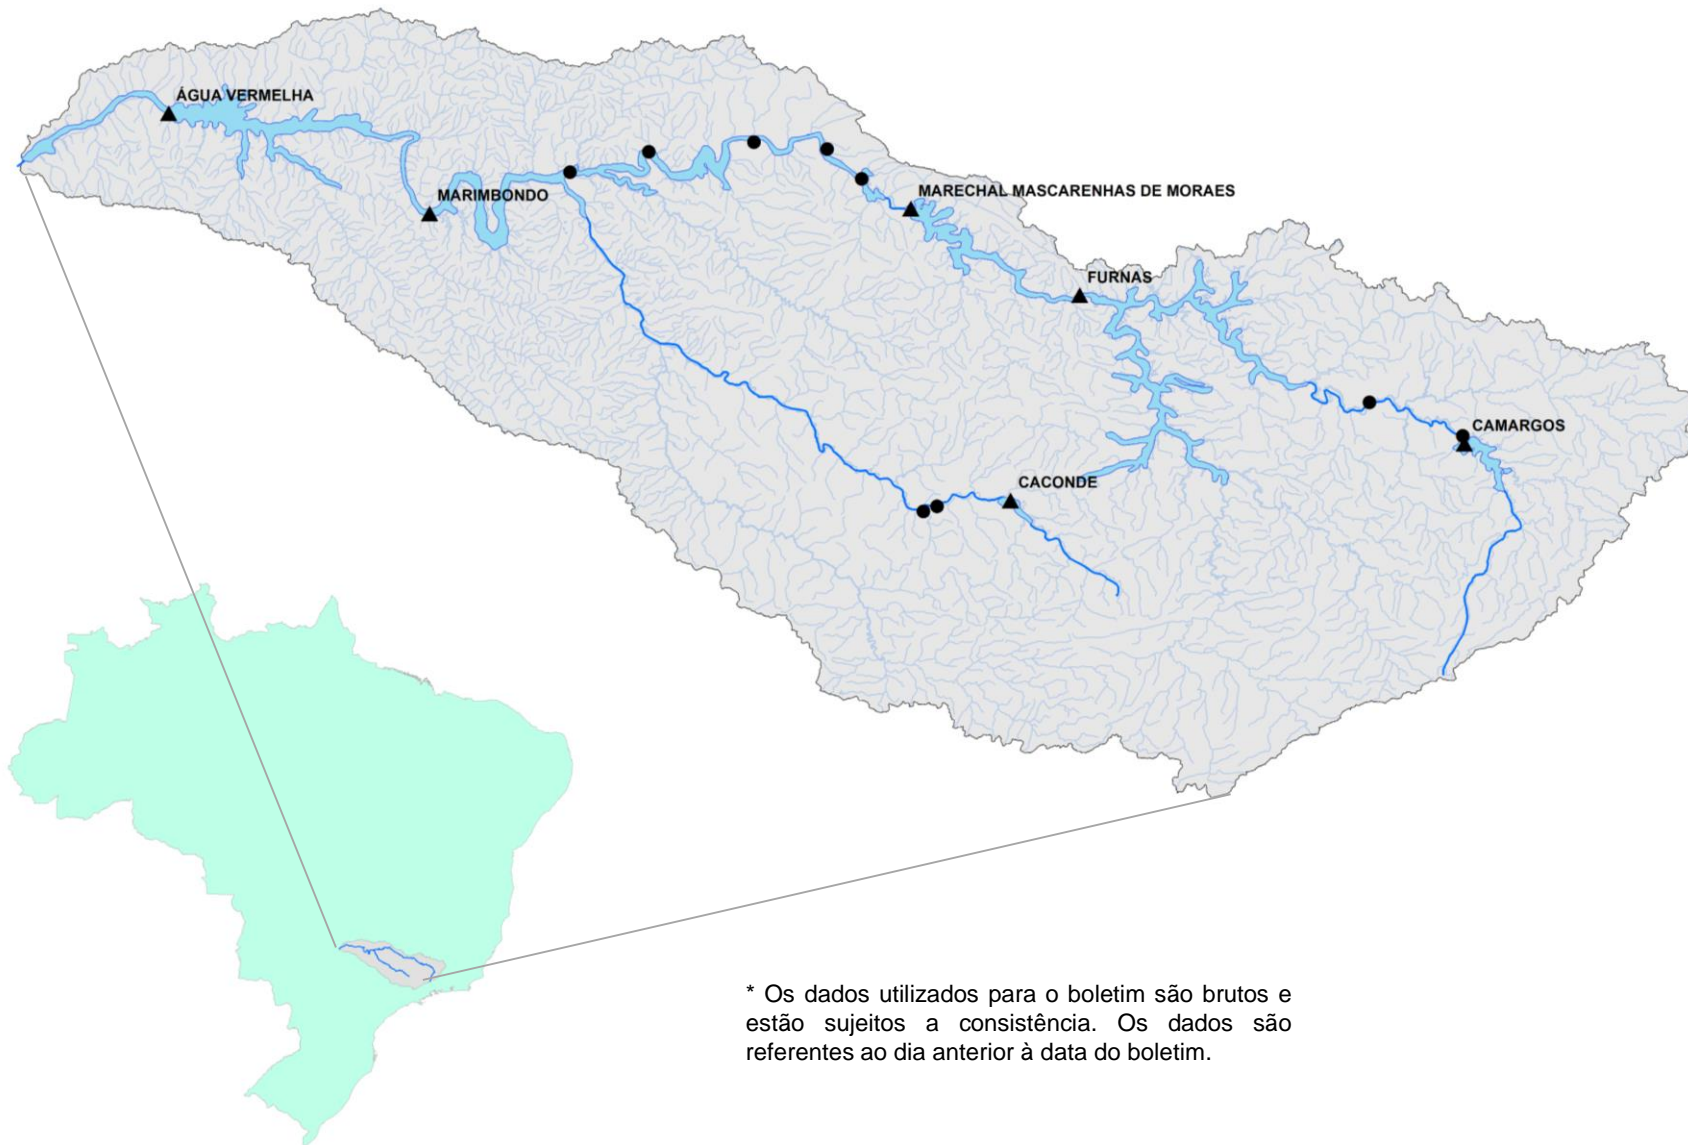 ÁGUA VERMELHA
MARIMBONDO
MARECHAL MASCARENHAS DE MORAES
FURNAS
CAMARGOS
CACONDE
* Os dados utilizados para o boletim são brutos e
estão sujeitos a consistência. Os dados são
referentes ao dia anterior à data do boletim.